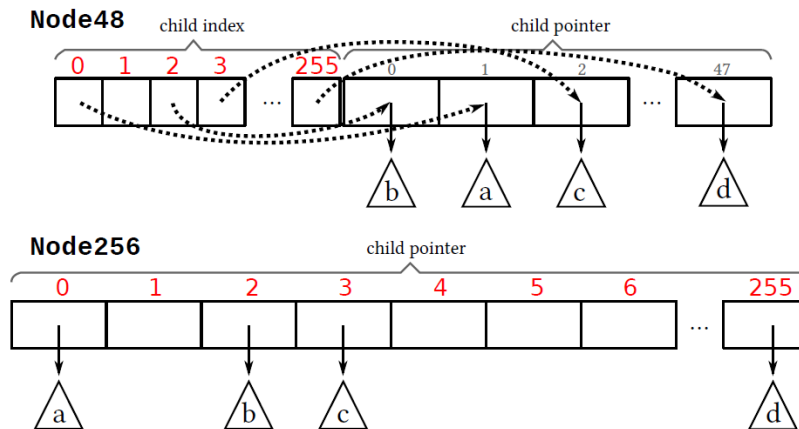 Node48
child index child pointer
0 1 2 3 255 0 1 2 47
... ...
b a c d
Node256
child pointer
0 1 2 3 4 5 6 255
...
a b c d